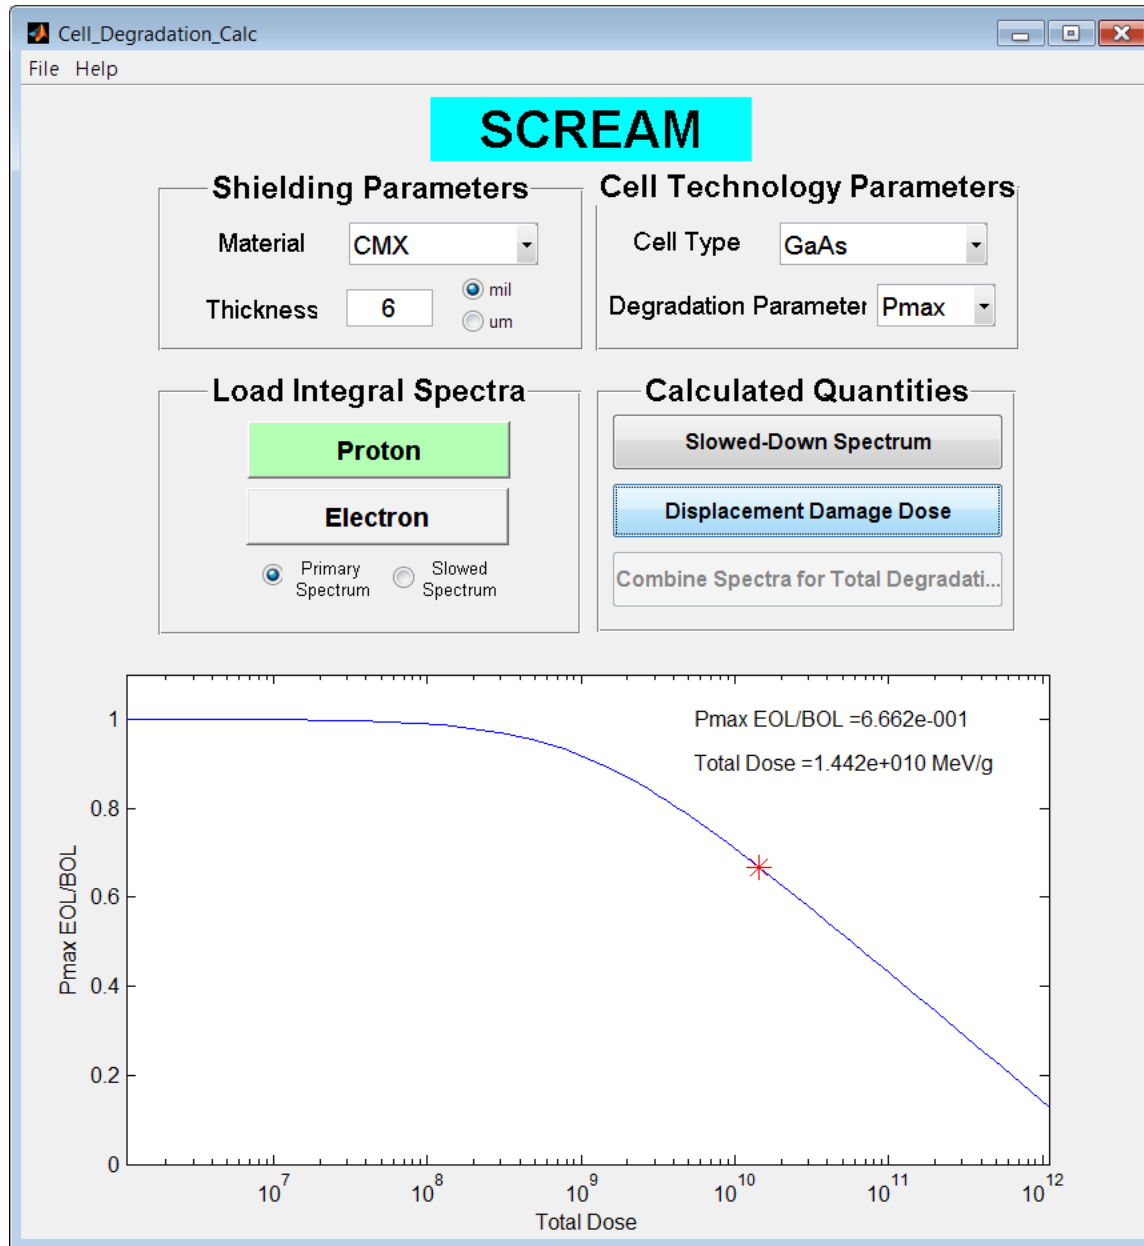 Cell_Degradation_Calc
File Help
SCREAM
Shielding Parameters
Material
CMX
Thickness
6
mil
um
Cell Technology Parameters
Cell Type
GaAs
Degradation Parameter
Pmax
Load Integral Spectra
Proton
Electron
Primary
Spectrum
Slowed
Spectrum
Calculated Quantities
Slowed-Down Spectrum
Displacement Damage Dose
Combine Spectra for Total Degradati...
Pmax EOL/BOL =6.662e-001
Total Dose =1.442e+010 MeV/g
Pmax EOL/BOL
1
0.8
0.6
0.4
0.2
0
10^7 10^8 10^9 10^10 10^11 10^12
Total Dose